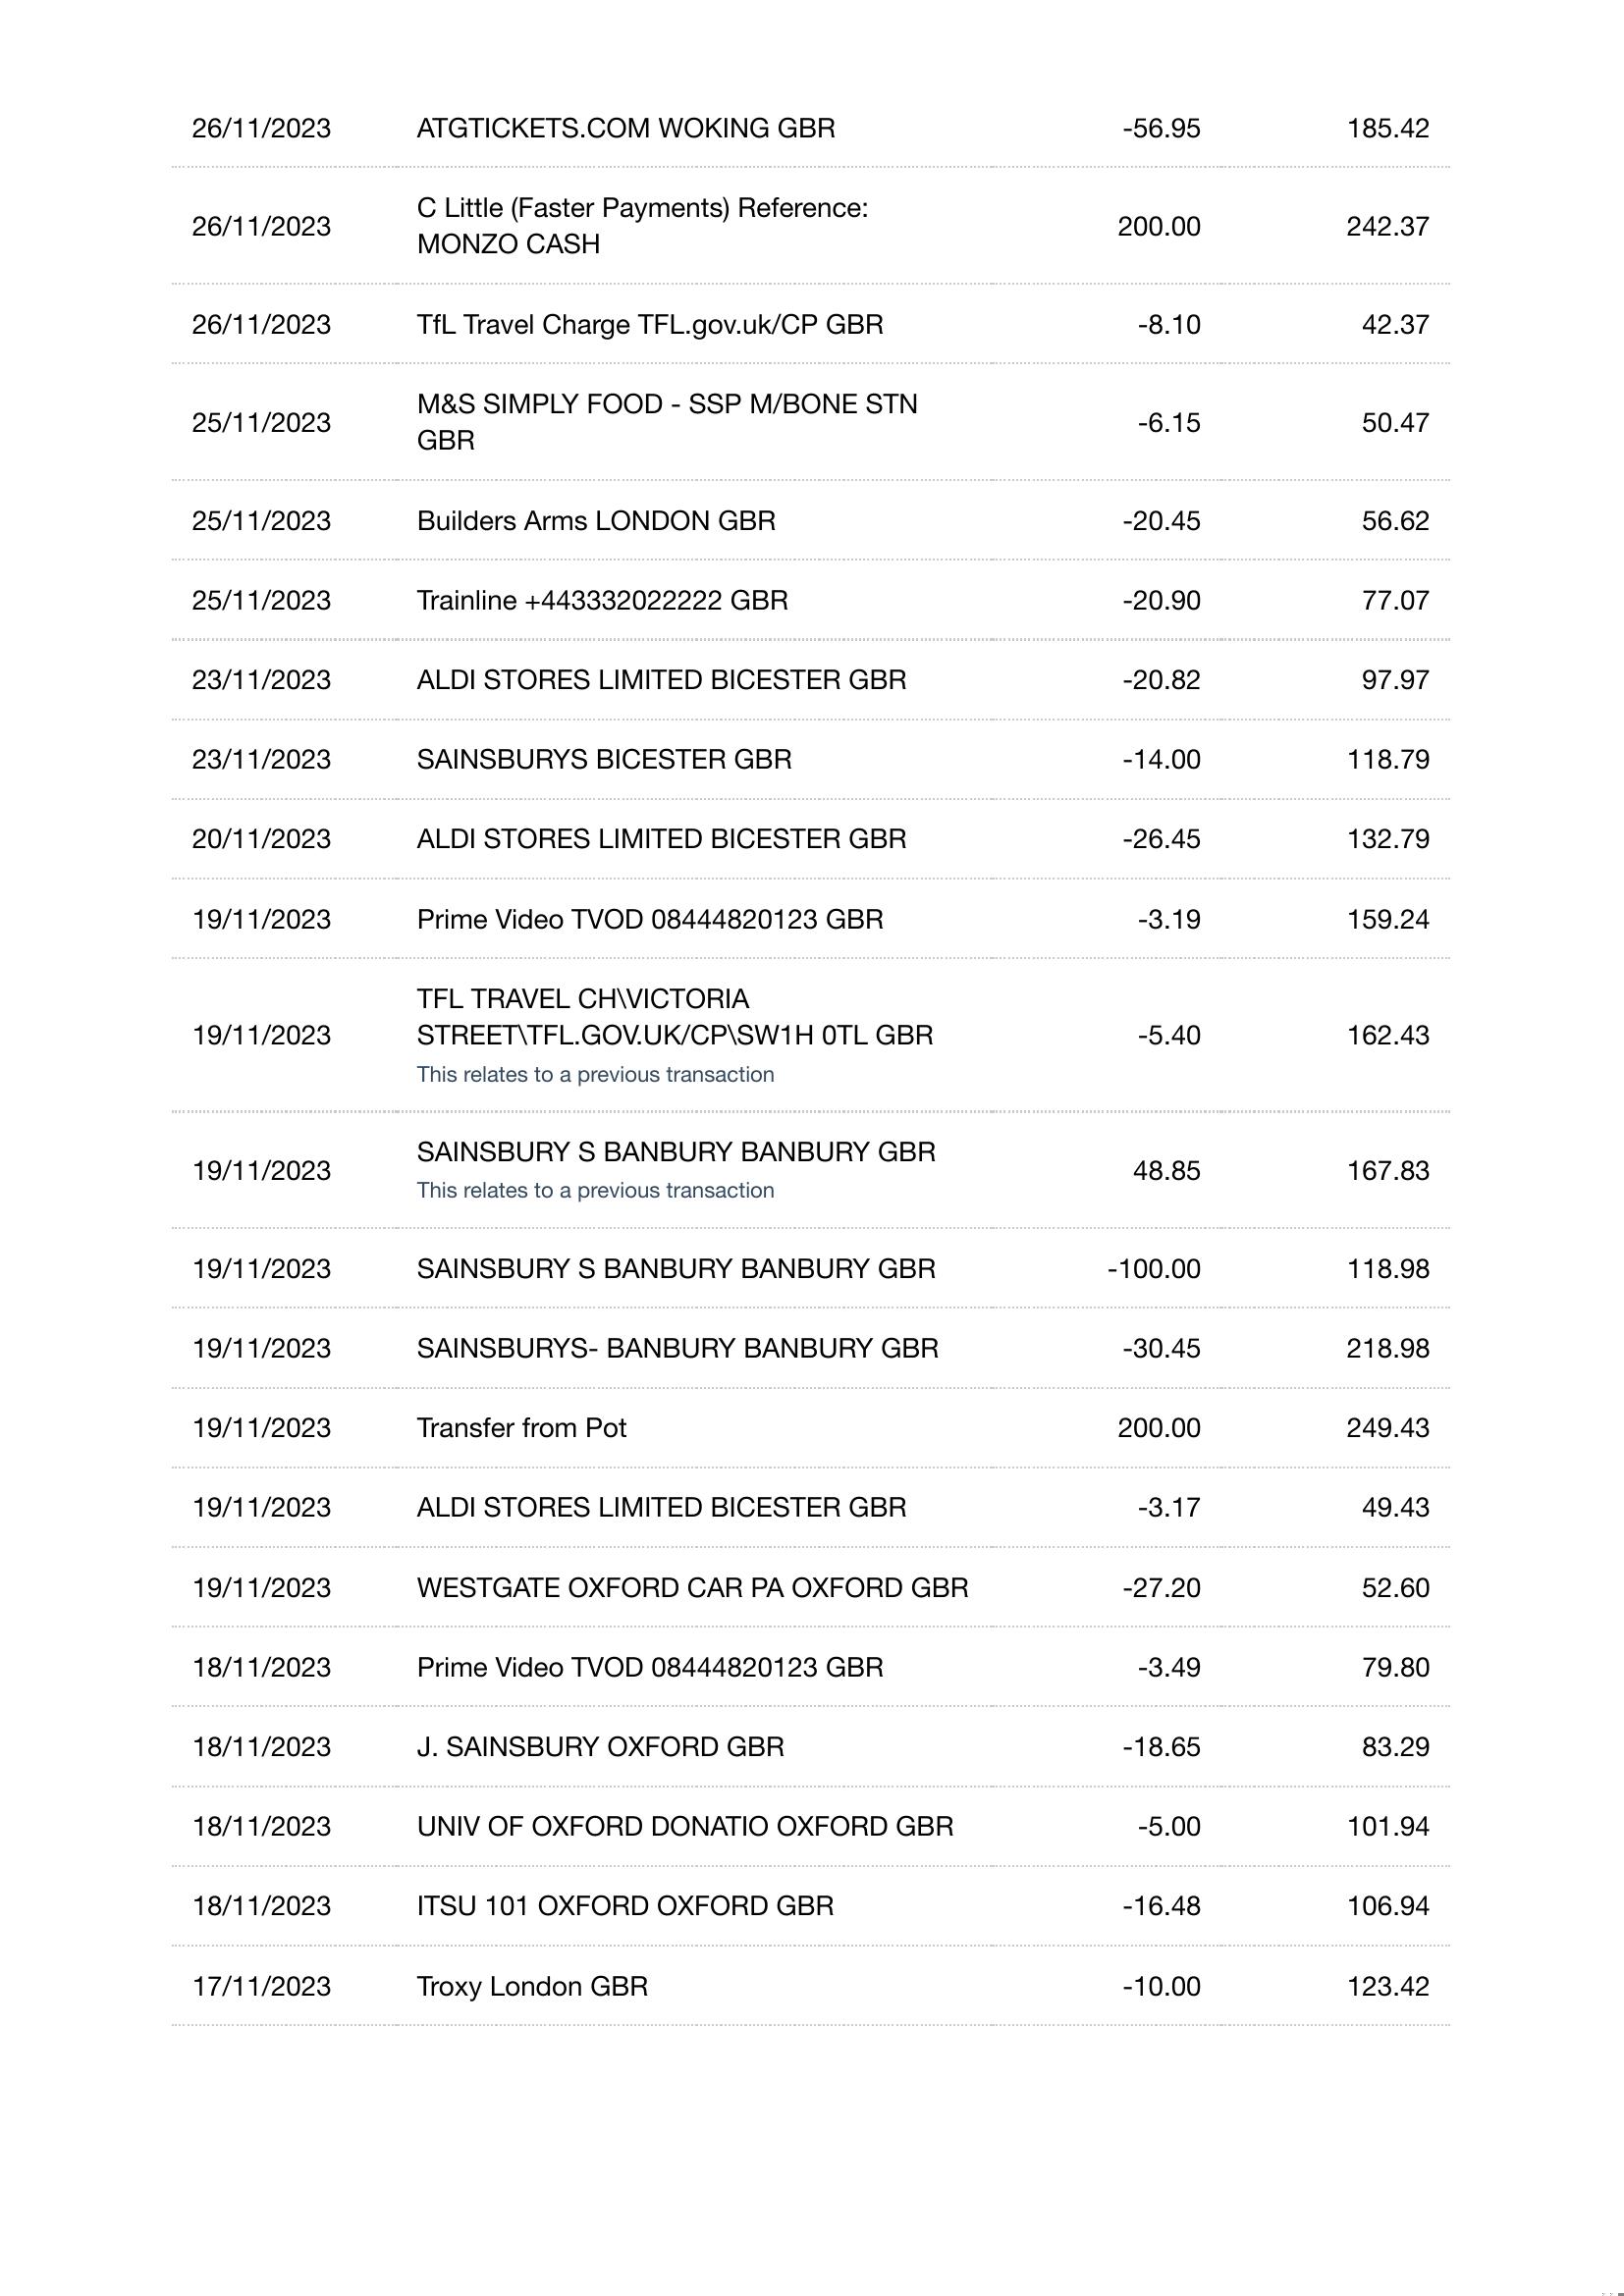 26/11/2023 ATGTICKETS.COM WOKING GBR -56.95 185.42
26/11/2023 C Little (Faster Payments) Reference: MONZO CASH 200.00 242.37
26/11/2023 TfL Travel Charge TFL.gov.uk/CP GBR -8.10 42.37
25/11/2023 M&S SIMPLY FOOD - SSP M/BONE STN GBR -6.15 50.47
25/11/2023 Builders Arms LONDON GBR -20.45 56.62
25/11/2023 Trainline +443332022222 GBR -20.90 77.07
23/11/2023 ALDI STORES LIMITED BICESTER GBR -20.82 97.97
23/11/2023 SAINSBURYS BICESTER GBR -14.00 118.79
20/11/2023 ALDI STORES LIMITED BICESTER GBR -26.45 132.79
19/11/2023 Prime Video TVOD 08444820123 GBR -3.19 159.24
19/11/2023 TFL TRAVEL CH\VICTORIA STREET\TFL.GOV.UK/CP\SW1H 0TL GBR -5.40 162.43
This relates to a previous transaction
19/11/2023 SAINSBURY S BANBURY BANBURY GBR 48.85 167.83
This relates to a previous transaction
19/11/2023 SAINSBURY S BANBURY BANBURY GBR -100.00 118.98
19/11/2023 SAINSBURYS- BANBURY BANBURY GBR -30.45 218.98
19/11/2023 Transfer from Pot 200.00 249.43
19/11/2023 ALDI STORES LIMITED BICESTER GBR -3.17 49.43
19/11/2023 WESTGATE OXFORD CAR PA OXFORD GBR -27.20 52.60
18/11/2023 Prime Video TVOD 08444820123 GBR -3.49 79.80
18/11/2023 J. SAINSBURY OXFORD GBR -18.65 83.29
18/11/2023 UNIV OF OXFORD DONATIO OXFORD GBR -5.00 101.94
18/11/2023 ITSU 101 OXFORD OXFORD GBR -16.48 106.94
17/11/2023 Troxy London GBR -10.00 123.42